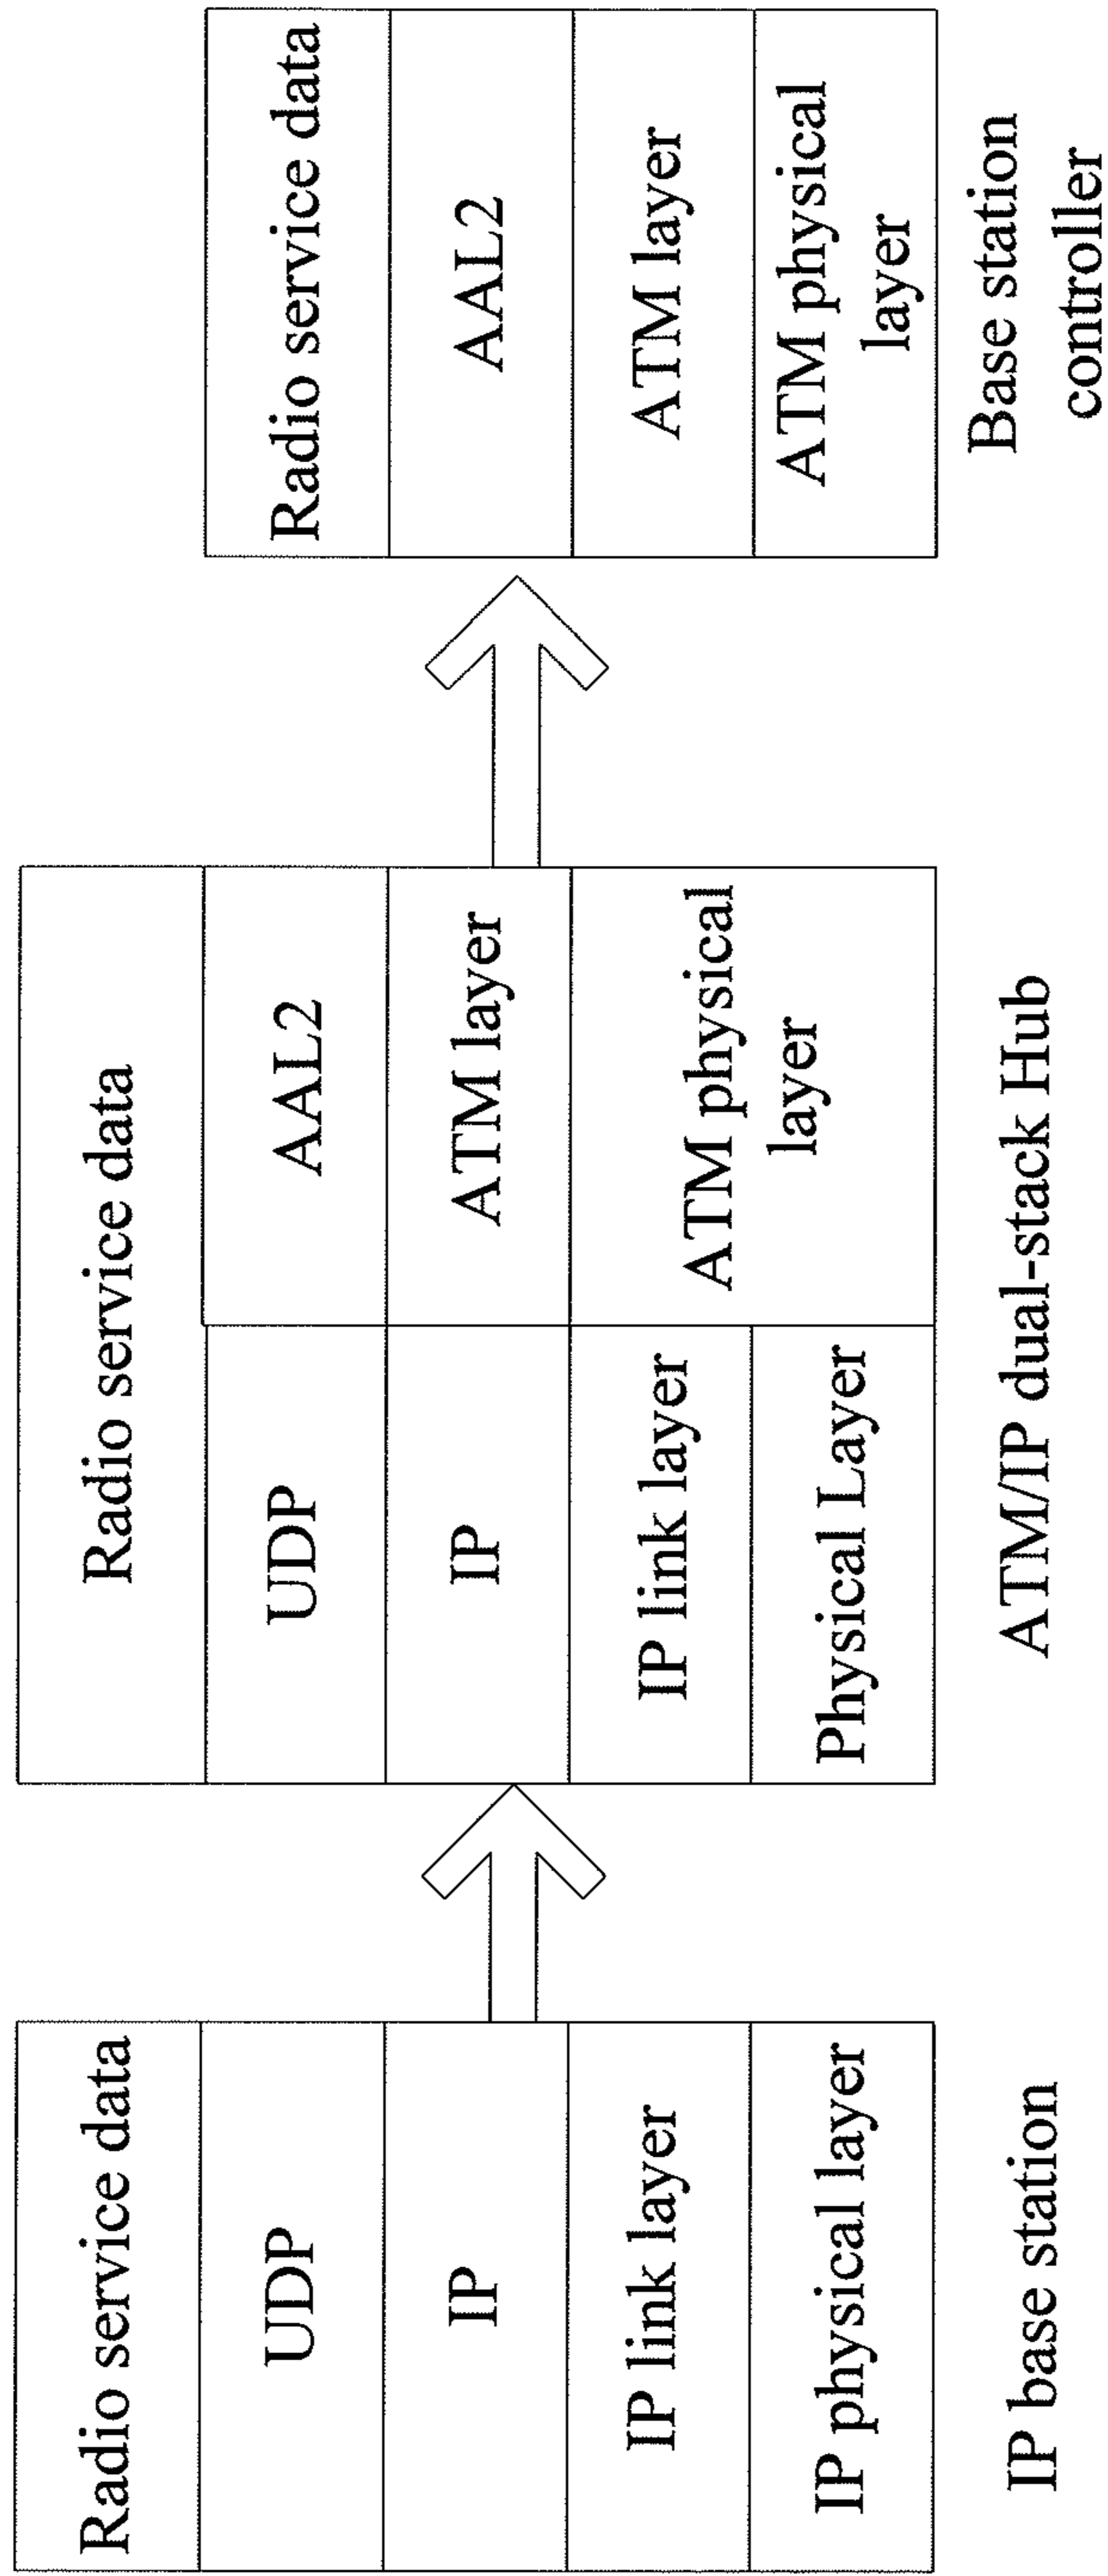 Radio service data
UDP
IP
IP link layer
IP physical layer
IP base station
Radio service data
UDP
IP
IP link layer
Physical Layer
AAL2
ATM layer
ATM physical
layer
ATM/IP dual-stack Hub
Radio service data
AAL2
ATM layer
ATM physical
layer
Base station
controller